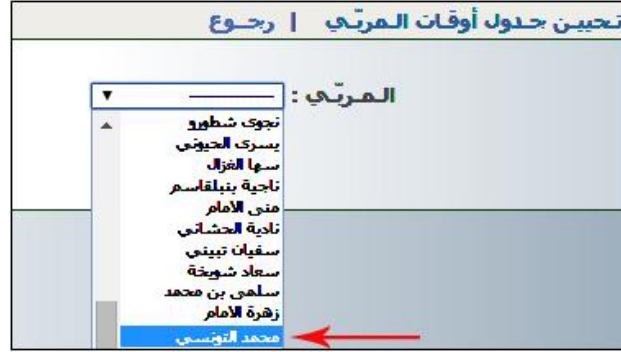 تحيين جدول أوقات المربّي | رجوع
المربّي :
نجوى شطورو
يسرى الحيوني
سها الغزال
ناجية بنبلقاسم
منى الامام
نادية الحشاني
سفيان تبيني
سعاد شويخة
سلمى بن محمد
زهرة الامام
محمد التونسي